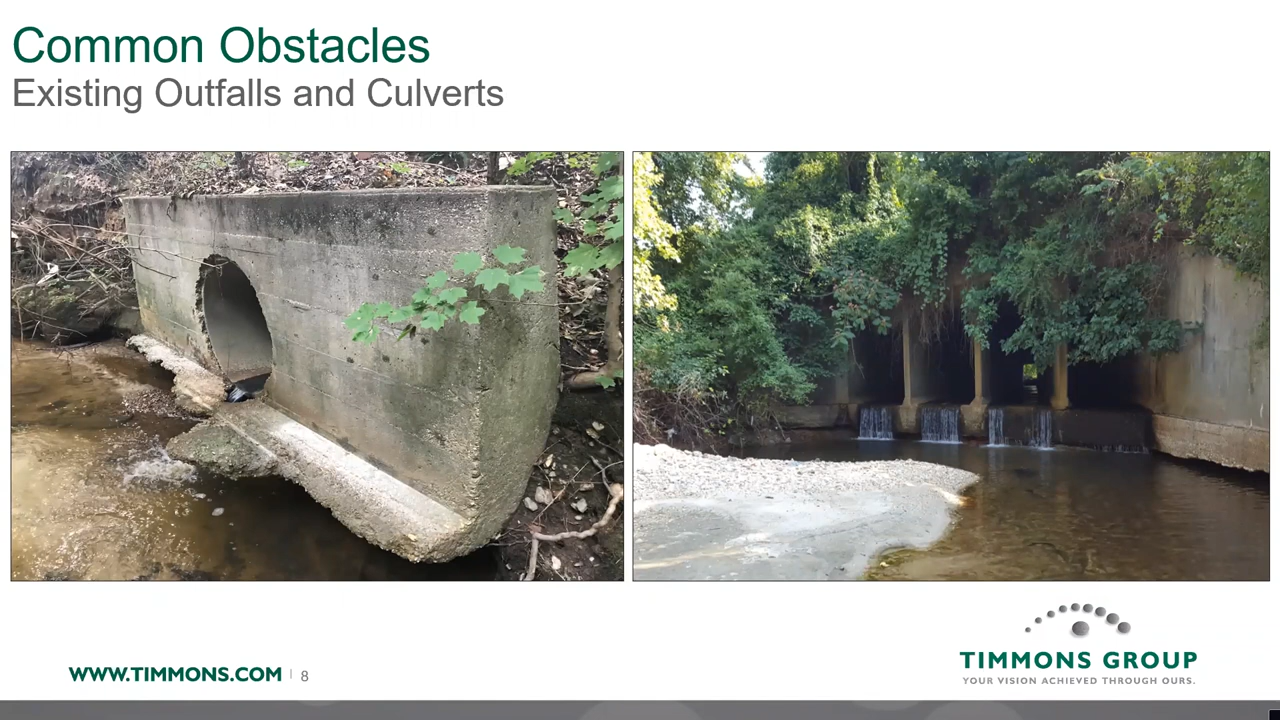 Common Obstacles
Existing Outfalls and Culverts
WWW.TIMMONS.COM | 8
TIMMONS GROUP
YOUR VISION ACHIEVED THROUGH OURS.